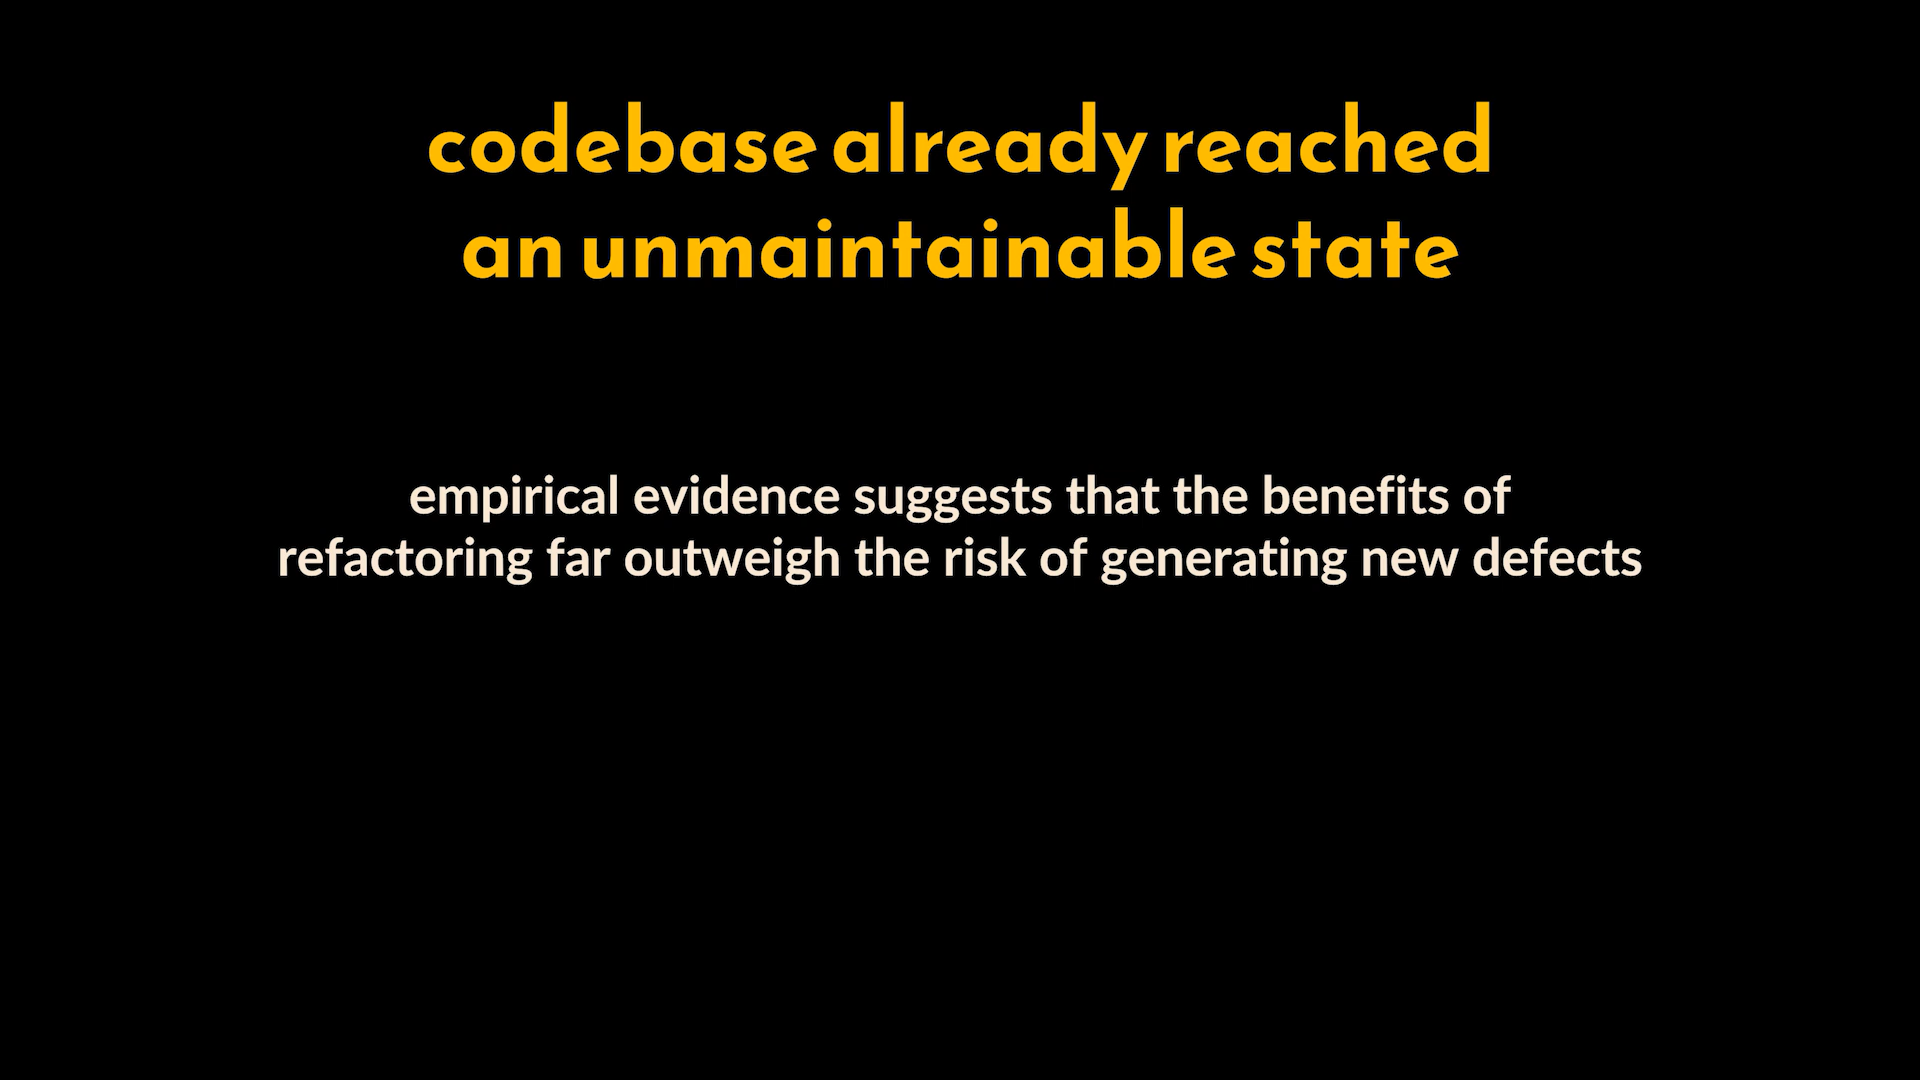 codebase already reached
an unmaintainable state
empirical evidence suggests that the benefits of
refactoring far outweigh the risk of generating new defects